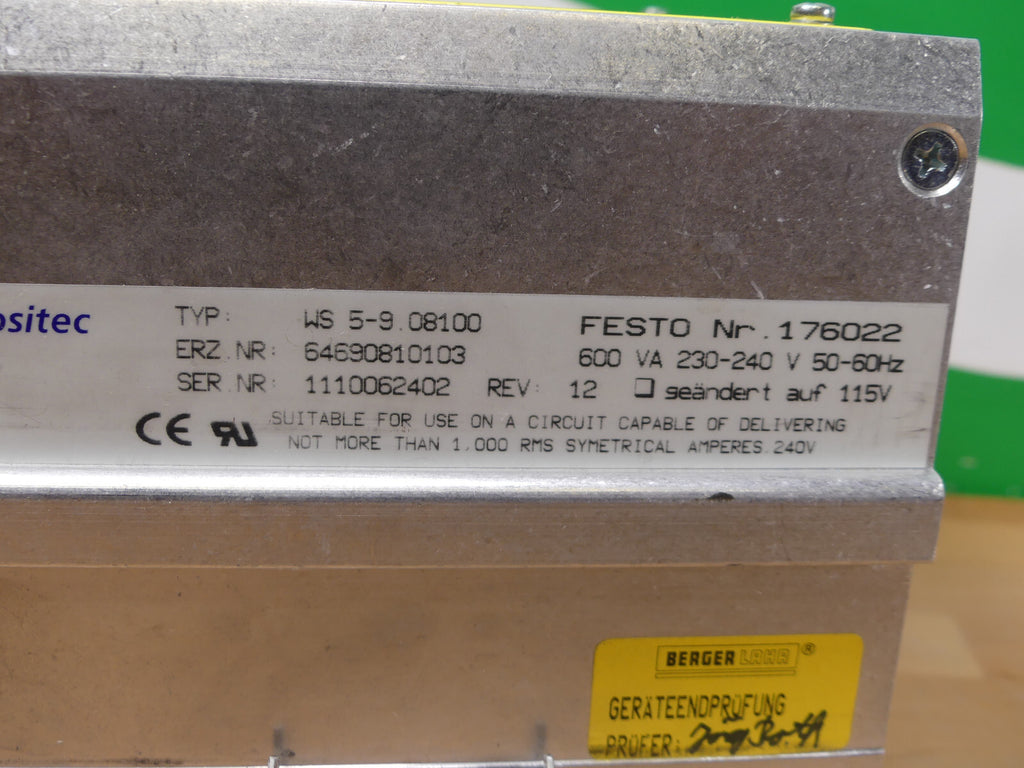 ositec
TYP: WS 5-9.08100
ERZ.NR: 64690810103
SER.NR: 1110062402 REV: 12
FESTO Nr.176022
600 VA 230-240 V 50-60Hz
☐ geändert auf 115V
CE RU
SUITABLE FOR USE ON A CIRCUIT CAPABLE OF DELIVERING
NOT MORE THAN 1,000 RMS SYMETRICAL AMPERES.240V
BERGER LAHR ®
GERÄTEENDPRÜFUNG
PRÜFER: